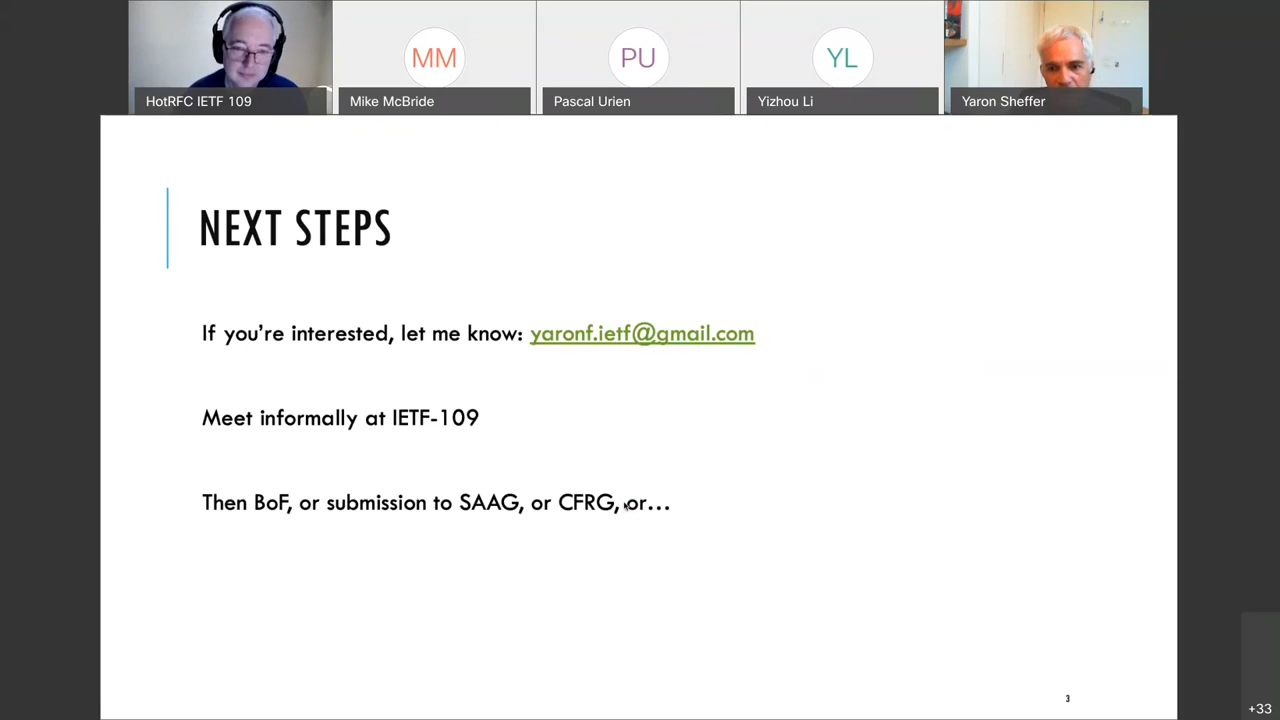 MM
PU
YL
HotRFC IETF 109
Mike McBride
Pascal Urien
Yizhou Li
Yaron Sheffer
NEXT STEPS
If you’re interested, let me know: yaronf.ietf@gmail.com
Meet informally at IETF-109
Then BoF, or submission to SAAG, or CFRG, or…
3
+33